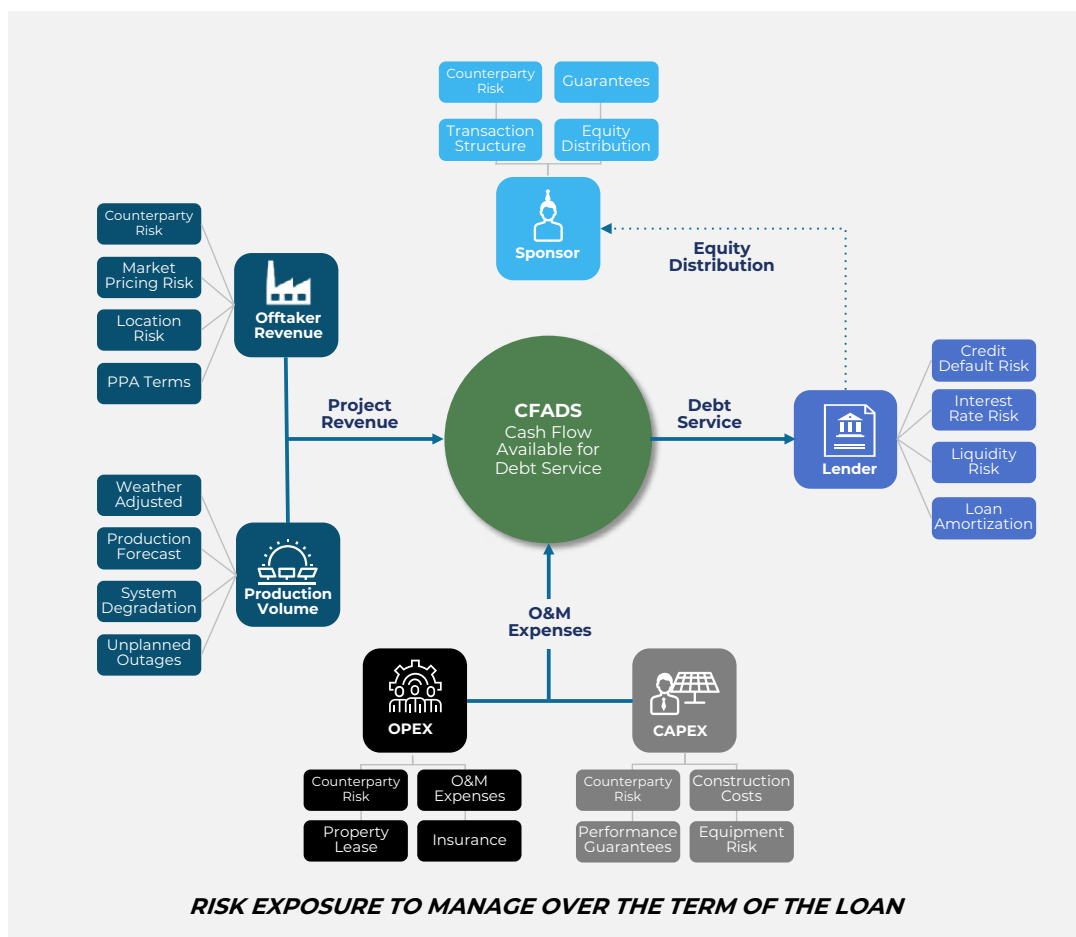 Counterparty
Risk
Guarantees
Transaction
Structure
Equity
Distribution
Sponsor
Equity
Distribution
Counterparty
Risk
Market
Pricing Risk
Location
Risk
PPA Terms
Offtaker
Revenue
Project
Revenue
CFADS
Cash Flow
Available for
Debt Service
Debt
Service
Lender
Credit
Default Risk
Interest
Rate Risk
Liquidity
Risk
Loan
Amortization
Weather
Adjusted
Production
Forecast
System
Degradation
Unplanned
Outages
Production
Volume
O&M
Expenses
OPEX
CAPEX
Counterparty
Risk
O&M
Expenses
Property
Lease
Insurance
Counterparty
Risk
Construction
Costs
Performance
Guarantees
Equipment
Risk
RISK EXPOSURE TO MANAGE OVER THE TERM OF THE LOAN